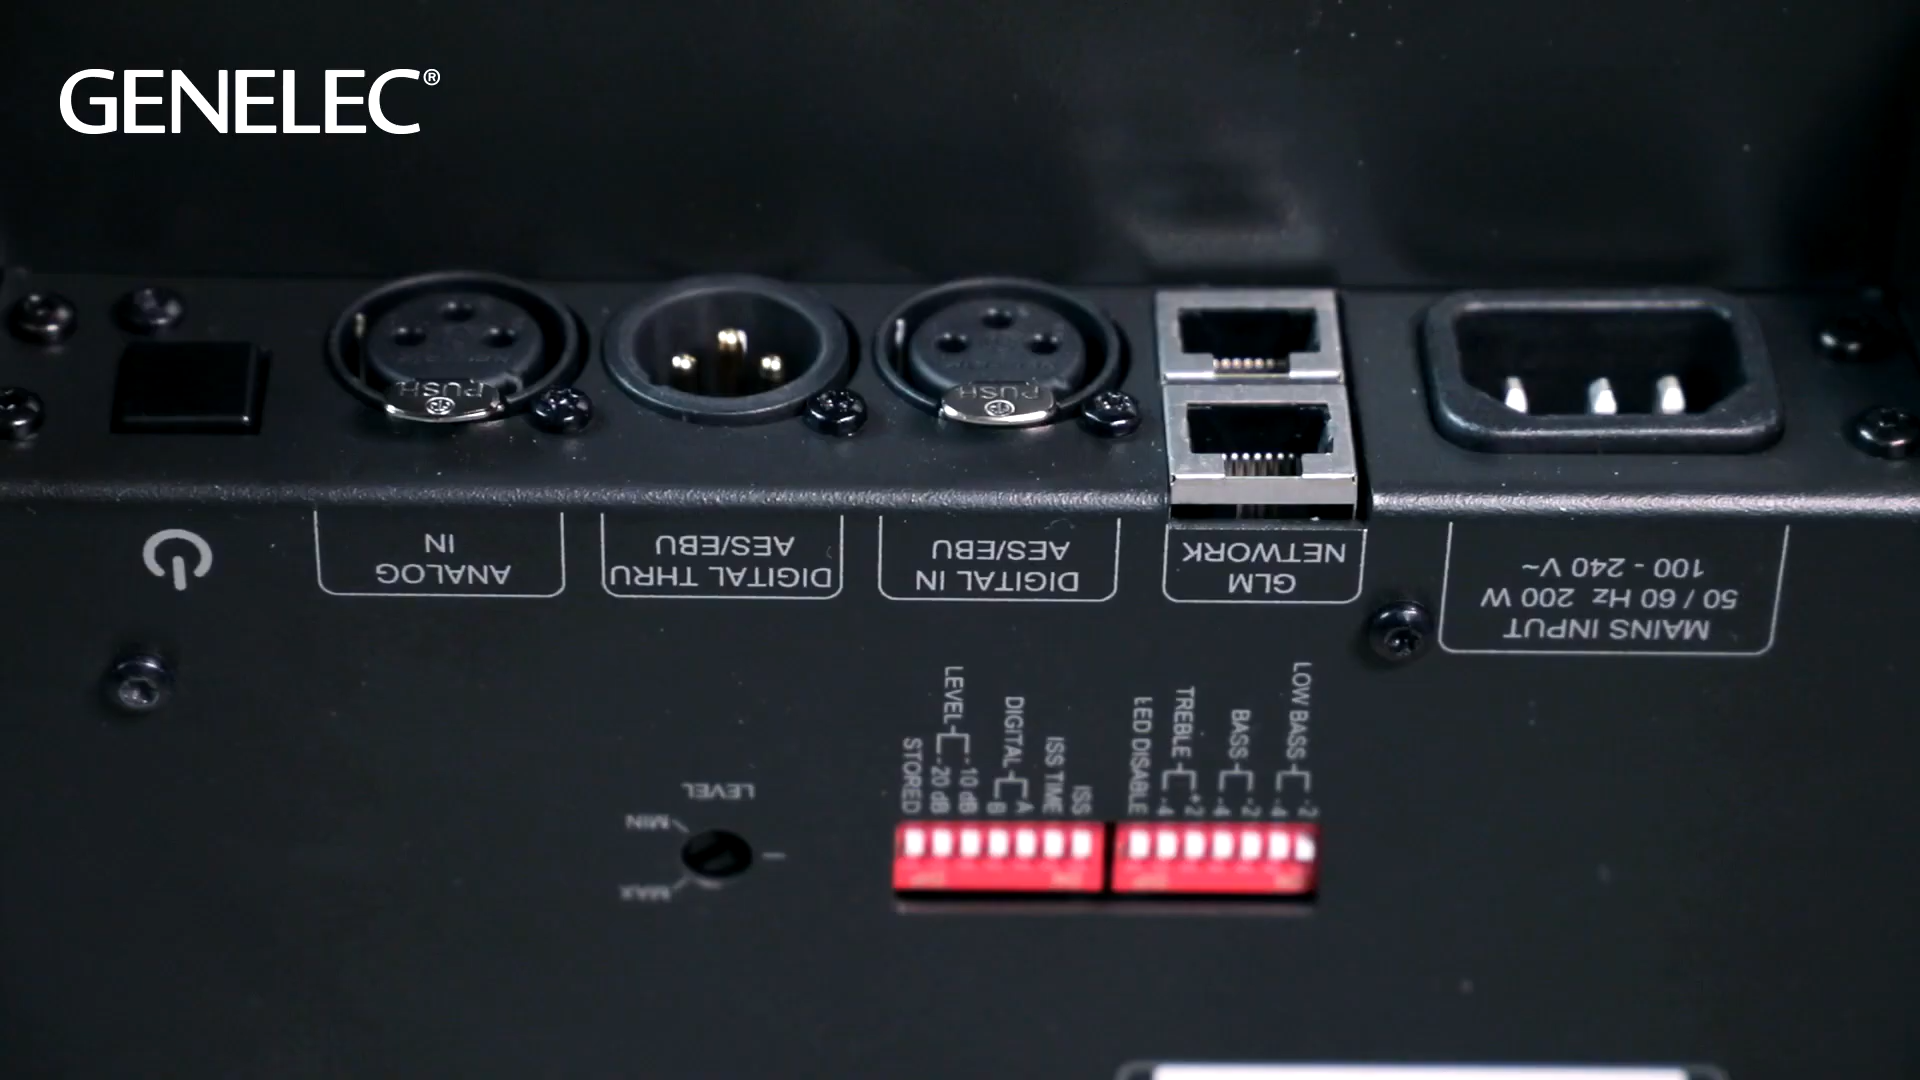 GENELEC®
PUSH
PUSH
ANALOG
IN
DIGITAL THRU
AES/EBU
DIGITAL IN
AES/EBU
GLM
NETWORK
MAINS INPUT
50 / 60 Hz 200 W
100 - 240 V~
LEVEL
MIN
MAX
STORED
LEVEL
-20 dB
-10 dB
DIGITAL
B
A
ISS TIME
ISS
LED DISABLE
TREBLE
-4
+2
BASS
-4
-2
LOW BASS
-4
-2